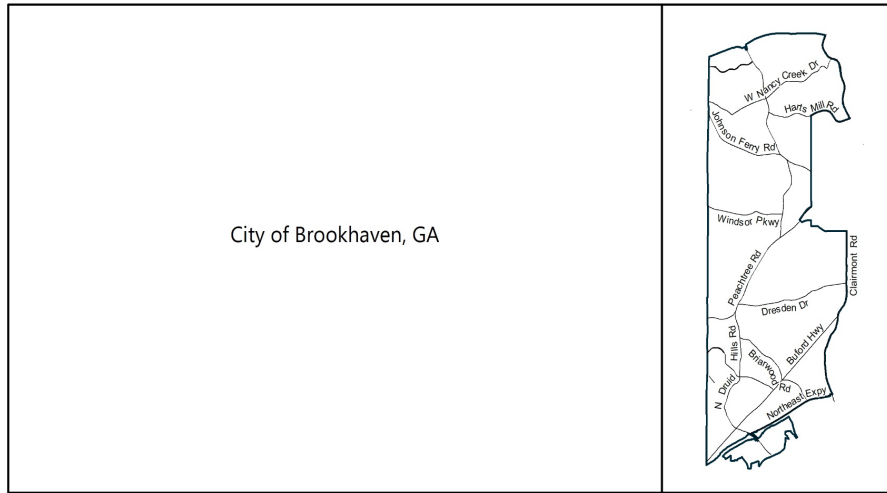 City of Brookhaven, GA
W Nancy Creek Dr
Harts Mill Rd
Johnson Ferry Rd
Windsor Pkwy
Clairmont Rd
Peachtree Rd
Dresden Dr
Buford Hwy
N Druid Hills Rd
Briarwood Rd
Northeast Expy